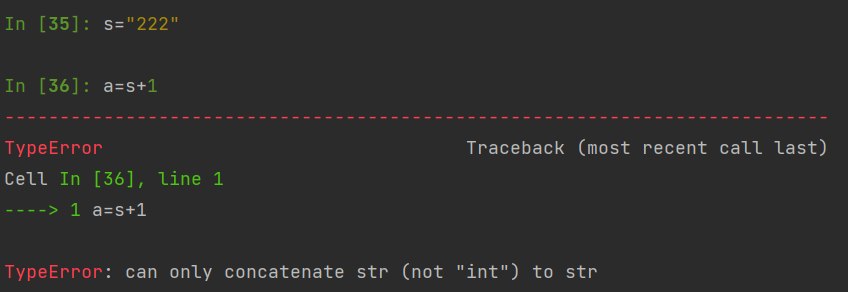 In [35]: s="222"
In [36]: a=s+1
---------------------------------------------------------------------------
TypeError                                 Traceback (most recent call last)
Cell In [36], line 1
----> 1 a=s+1
TypeError: can only concatenate str (not "int") to str